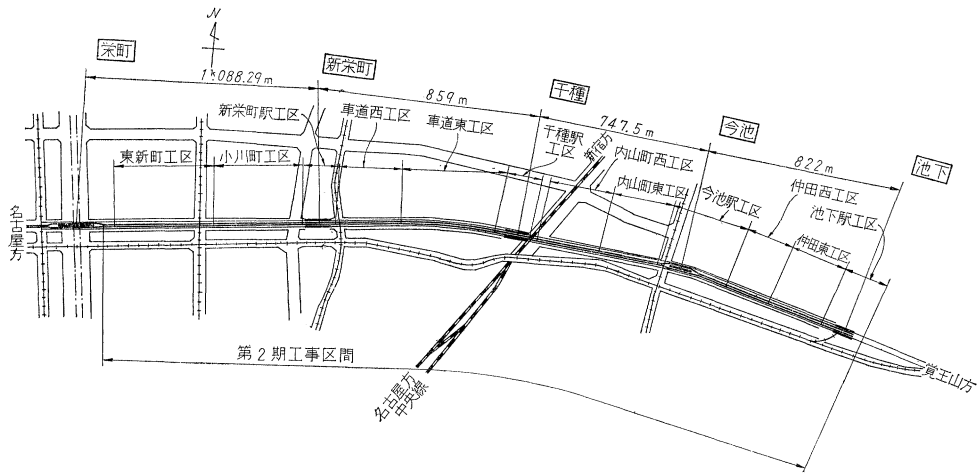 N
栄町
新栄町
千種
今池
池下
1,088.29m
859m
747.5m
822m
東新町工区
小川町工区
新栄町駅工区
車道西工区
車道東工区
千種駅
工区
新宿方
内山町西工区
内山町東工区
今池駅工区
仲田西工区
池下駅工区
仲田東工区
名古屋方
第2期工事区間
名古屋方
中央線
覚王山方